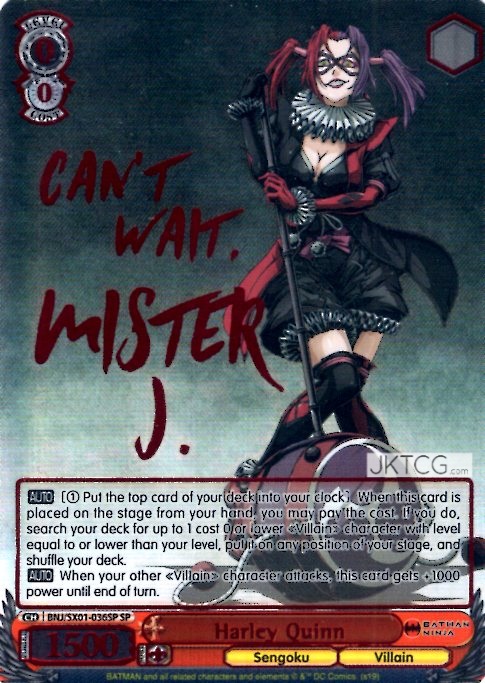 LEVEL
0
0
COST
CAN'T
WAIT.
MISTER
J.
JKTCG.com
AUTO [① Put the top card of your deck into your clock] When this card is
placed on the stage from your hand, you may pay the cost. If you do,
search your deck for up to 1 cost 0 or lower «Villain» character with level
equal to or lower than your level, put it on any position of your stage, and
shuffle your deck.
AUTO When your other «Villain» character attacks, this card gets +1000
power until end of turn.
CH BNJ/SX01-036SP SP
1500
Harley Quinn
BATMAN
NINJA
Sengoku Villain
BATMAN and all related characters and elements © & ™ DC Comics. (s19)